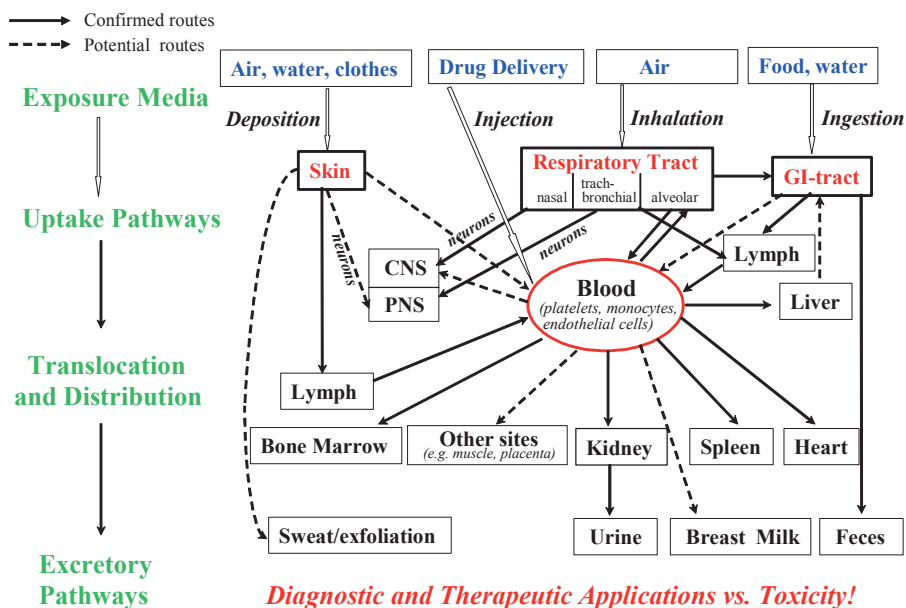 Confirmed routes
Potential routes
Air, water, clothes
Drug Delivery
Air
Food, water
Exposure Media
Deposition
Injection
Inhalation
Ingestion
Skin
Respiratory Tract
nasal
trach-
bronchial
alveolar
GI-tract
Uptake Pathways
neurons
neurons
neurons
CNS
PNS
Lymph
Blood
(platelets, monocytes,
endothelial cells)
Liver
Translocation
and Distribution
Lymph
Bone Marrow
Other sites
(e.g. muscle, placenta)
Kidney
Spleen
Heart
Sweat/exfoliation
Urine
Breast Milk
Feces
Excretory
Pathways
Diagnostic and Therapeutic Applications vs. Toxicity!